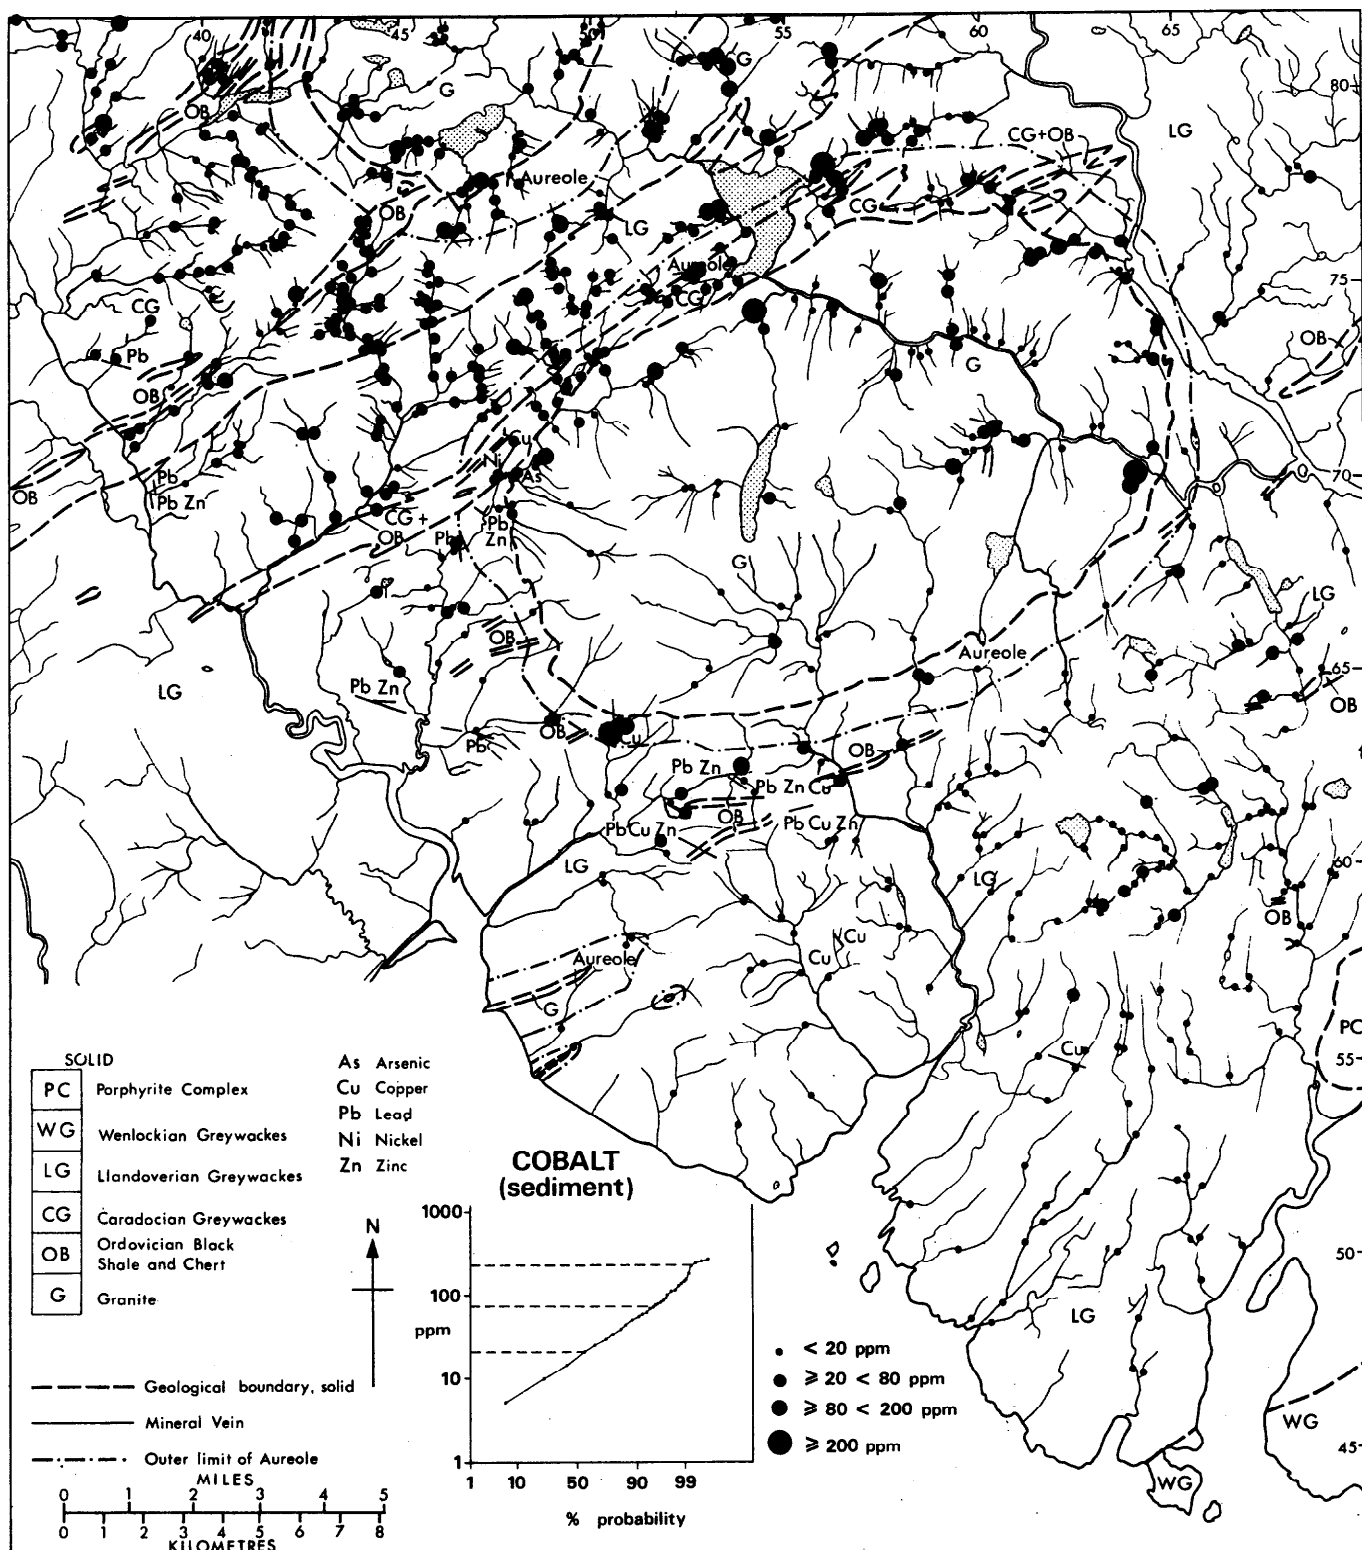 40 45 50 55 60 65
G
CG
80
OB
LG
CG+OB
Aureole
OB
CG
LG
Aureole
75
CG
CG
OB
Pb
G
OB
Cu
Ni
As
70
Pb
OB
Pb Zn
CG +
OB
Pb
Zn
Pb
G
LG
OB
Aureole
65
LG
Pb Zn
OB
OB
Cu
Pb
OB
Pb Zn
Pb Zn Cu
OB
Pb Cu Zn
Pb Cu Zn
60
LG
LG
OB
Cu
Cu
Aureole
G
PC
Cu
55
SOLID
PC Porphyrite Complex
WG Wenlockian Greywackes
LG Llandoverian Greywackes
CG Caradocian Greywackes
OB Ordovician Black
Shale and Chert
G Granite
As Arsenic
Cu Copper
Pb Lead
Ni Nickel
Zn Zinc
N
COBALT
(sediment)
1000
100
ppm
10
1
1 10 50 90 99
% probability
50
LG
• < 20 ppm
● ⩾ 20 < 80 ppm
● ⩾ 80 < 200 ppm
● ⩾ 200 ppm
WG
45
WG
Geological boundary, solid
Mineral Vein
Outer limit of Aureole
MILES
0 1 2 3 4 5
0 1 2 3 4 5 6 7 8
KILOMETRES